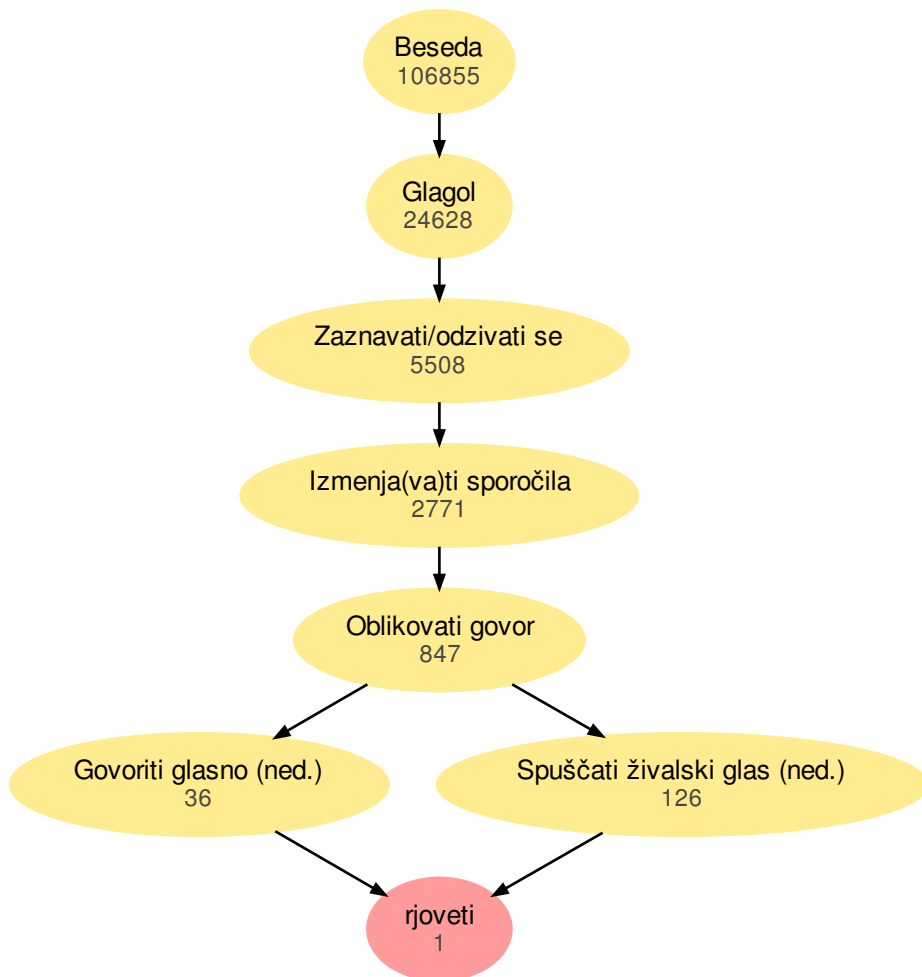 Beseda
106855
Glagol
24628
Zaznavati/odzivati se
5508
Izmenja(va)ti sporočila
2771
Oblikovati govor
847
Govoriti glasno (ned.)
36
Spuščati živalski glas (ned.)
126
rjoveti
1